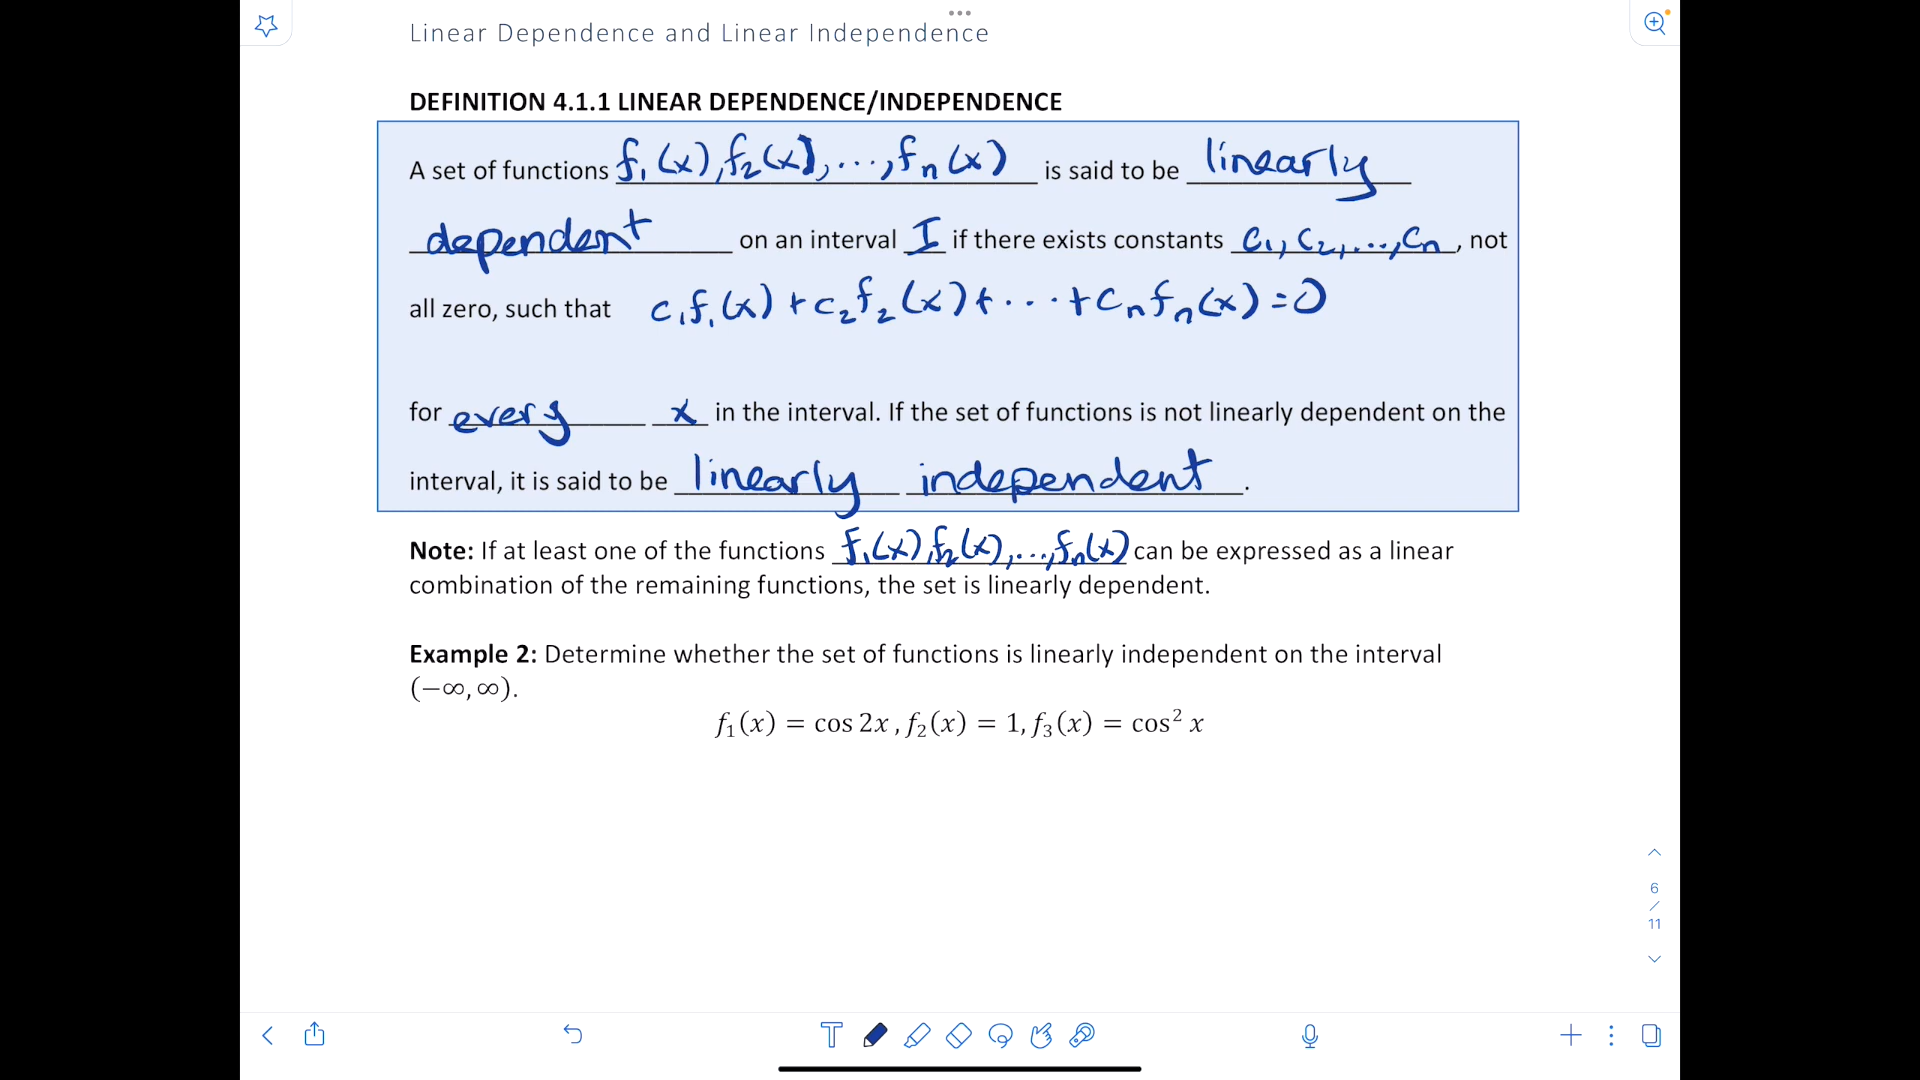 Linear Dependence and Linear Independence
DEFINITION 4.1.1 LINEAR DEPENDENCE/INDEPENDENCE
A set of functions f₁(x), f₂(x), ..., fₙ(x) is said to be linearly
dependent on an interval I if there exists constants c₁, c₂, ..., cₙ, not
all zero, such that c₁f₁(x) + c₂f₂(x) + ... + cₙfₙ(x) = 0
for every x in the interval. If the set of functions is not linearly dependent on the
interval, it is said to be linearly independent.
Note: If at least one of the functions f₁(x), f₂(x), ..., fₙ(x) can be expressed as a linear
combination of the remaining functions, the set is linearly dependent.
Example 2: Determine whether the set of functions is linearly independent on the interval
(−∞, ∞).
f₁(x) = cos 2x , f₂(x) = 1, f₃(x) = cos² x
6
/
11